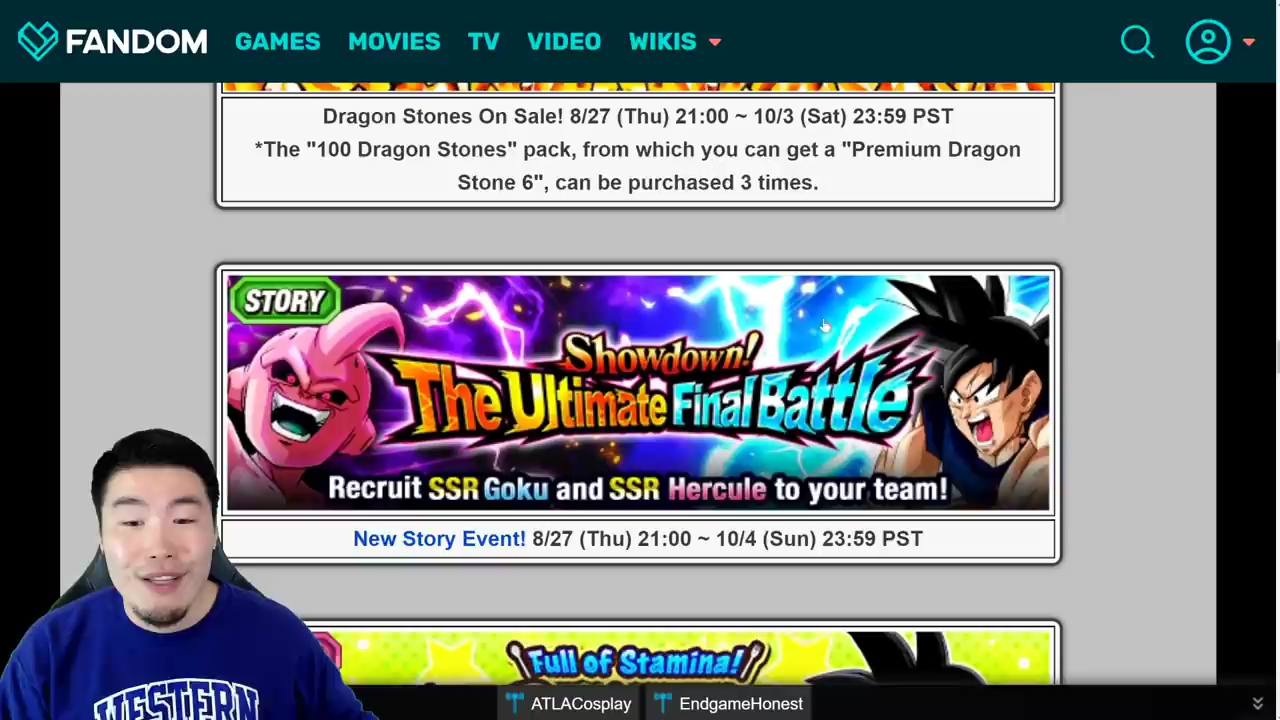 FANDOM GAMES MOVIES TV VIDEO WIKIS
Dragon Stones On Sale! 8/27 (Thu) 21:00 ~ 10/3 (Sat) 23:59 PST
*The "100 Dragon Stones" pack, from which you can get a "Premium Dragon
Stone 6", can be purchased 3 times.
STORY
Showdown!
The Ultimate Final Battle
Recruit SSR Goku and SSR Hercule to your team!
New Story Event! 8/27 (Thu) 21:00 ~ 10/4 (Sun) 23:59 PST
Full of Stamina!
WESTERN
ATLACosplay EndgameHonest